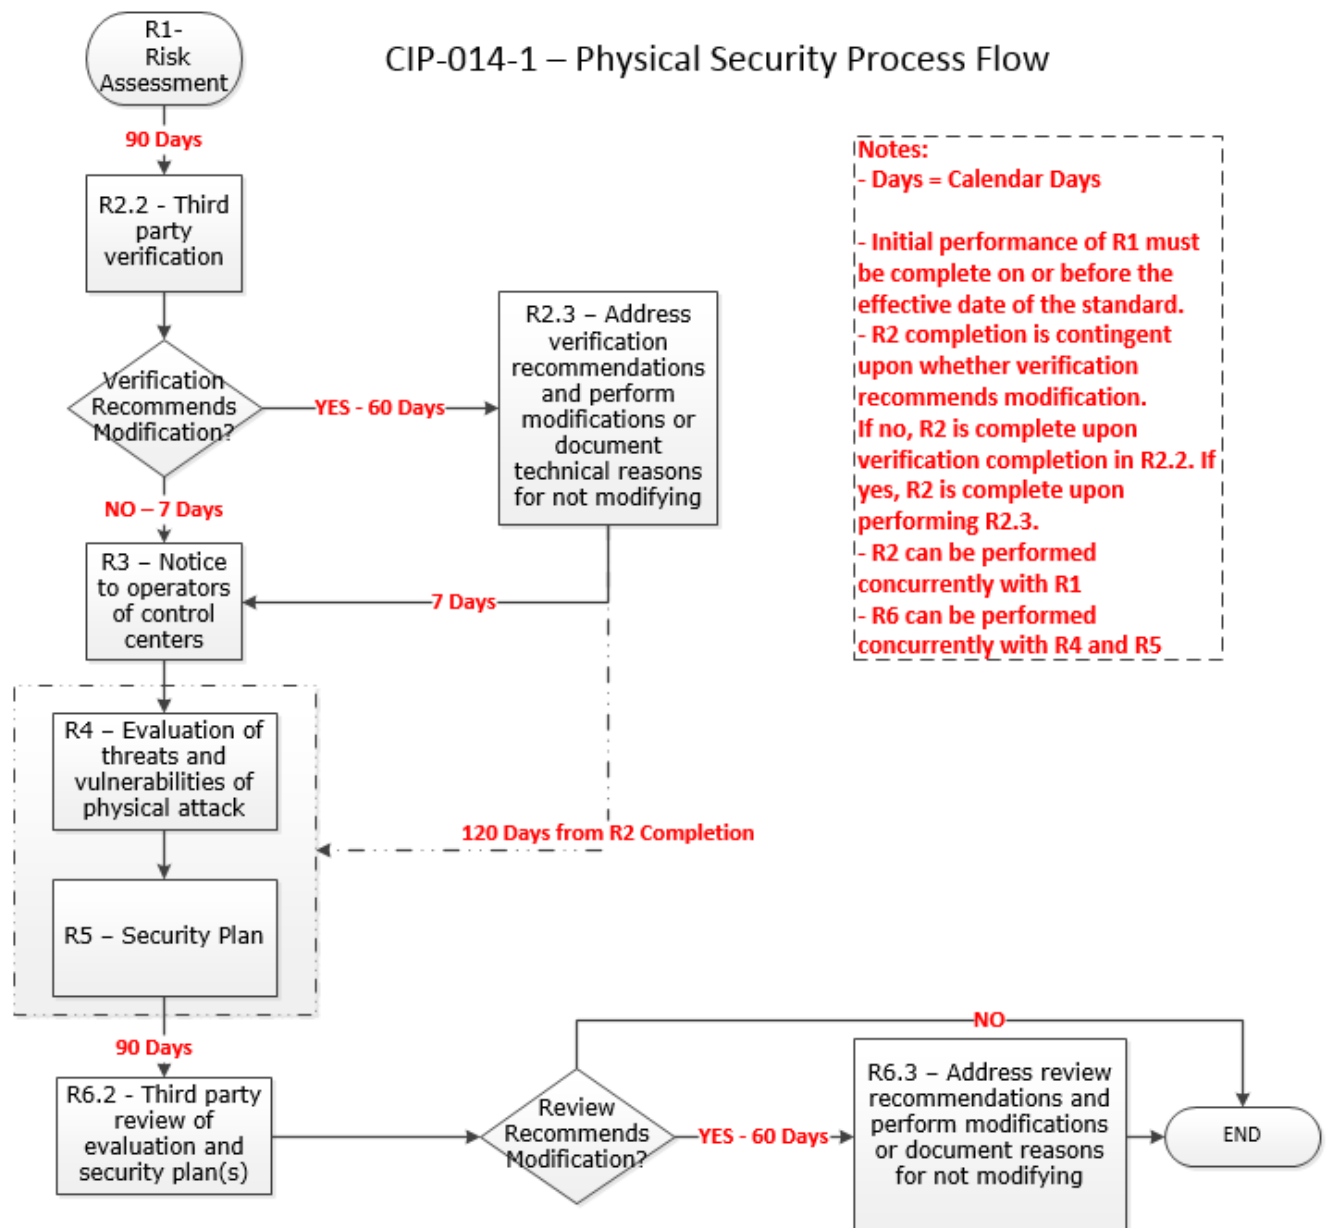 R1-
Risk
Assessment
CIP-014-1 – Physical Security Process Flow
90 Days
Notes:
- Days = Calendar Days
- Initial performance of R1 must
be complete on or before the
effective date of the standard.
- R2 completion is contingent
upon whether verification
recommends modification.
If no, R2 is complete upon
verification completion in R2.2. If
yes, R2 is complete upon
performing R2.3.
- R2 can be performed
concurrently with R1
- R6 can be performed
concurrently with R4 and R5
R2.2 - Third
party
verification
Verification
Recommends
Modification?
YES - 60 Days
R2.3 – Address
verification
recommendations
and perform
modifications or
document
technical reasons
for not modifying
NO – 7 Days
R3 – Notice
to operators
of control
centers
7 Days
R4 – Evaluation of
threats and
vulnerabilities of
physical attack
120 Days from R2 Completion
R5 – Security Plan
90 Days
R6.2 - Third party
review of
evaluation and
security plan(s)
Review
Recommends
Modification?
NO
YES - 60 Days
R6.3 – Address review
recommendations and
perform modifications
or document reasons
for not modifying
END